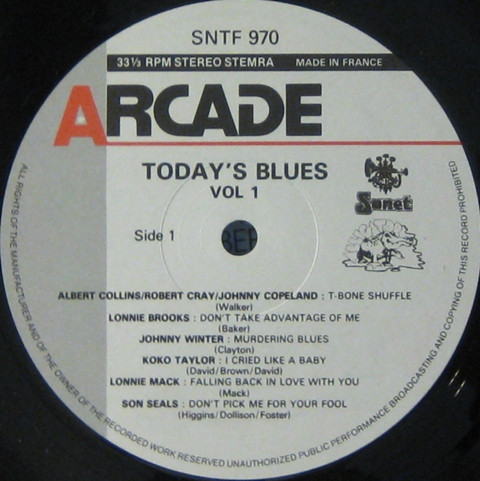 SNTF 970
33⅓ RPM STEREO STEMRA MADE IN FRANCE
ARCADE
TODAY'S BLUES
VOL 1
Sonet
Side 1
ALBERT COLLINS/ROBERT CRAY/JOHNNY COPELAND : T-BONE SHUFFLE
(Walker)
LONNIE BROOKS : DON'T TAKE ADVANTAGE OF ME
(Baker)
JOHNNY WINTER : MURDERING BLUES
(Clayton)
KOKO TAYLOR : I CRIED LIKE A BABY
(David/Brown/David)
LONNIE MACK : FALLING BACK IN LOVE WITH YOU
(Mack)
SON SEALS : DON'T PICK ME FOR YOUR FOOL
(Higgins/Dollison/Foster)
ALL RIGHTS OF THE MANUFACTURER AND OF THE OWNER OF THE RECORDED WORK RESERVED UNAUTHORIZED PUBLIC PERFORMANCE BROADCASTING AND COPYING OF THIS RECORD PROHIBITED